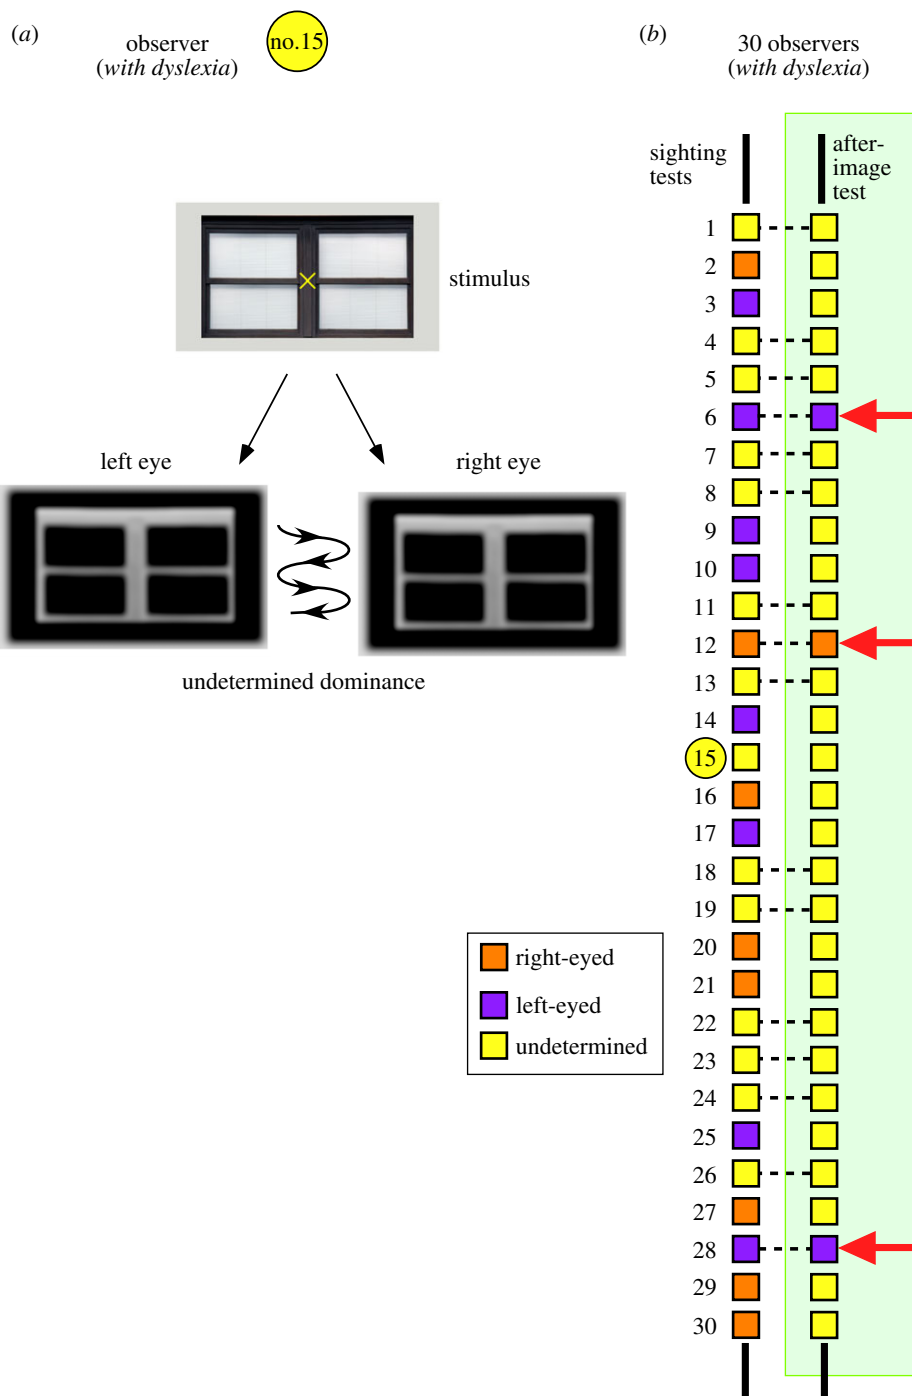 (a)
observer
(with dyslexia)
no.15
stimulus
left eye
right eye
undetermined dominance
right-eyed
left-eyed
undetermined
(b)
30 observers
(with dyslexia)
sighting
tests
after-
image
test
1
2
3
4
5
6
7
8
9
10
11
12
13
14
15
16
17
18
19
20
21
22
23
24
25
26
27
28
29
30